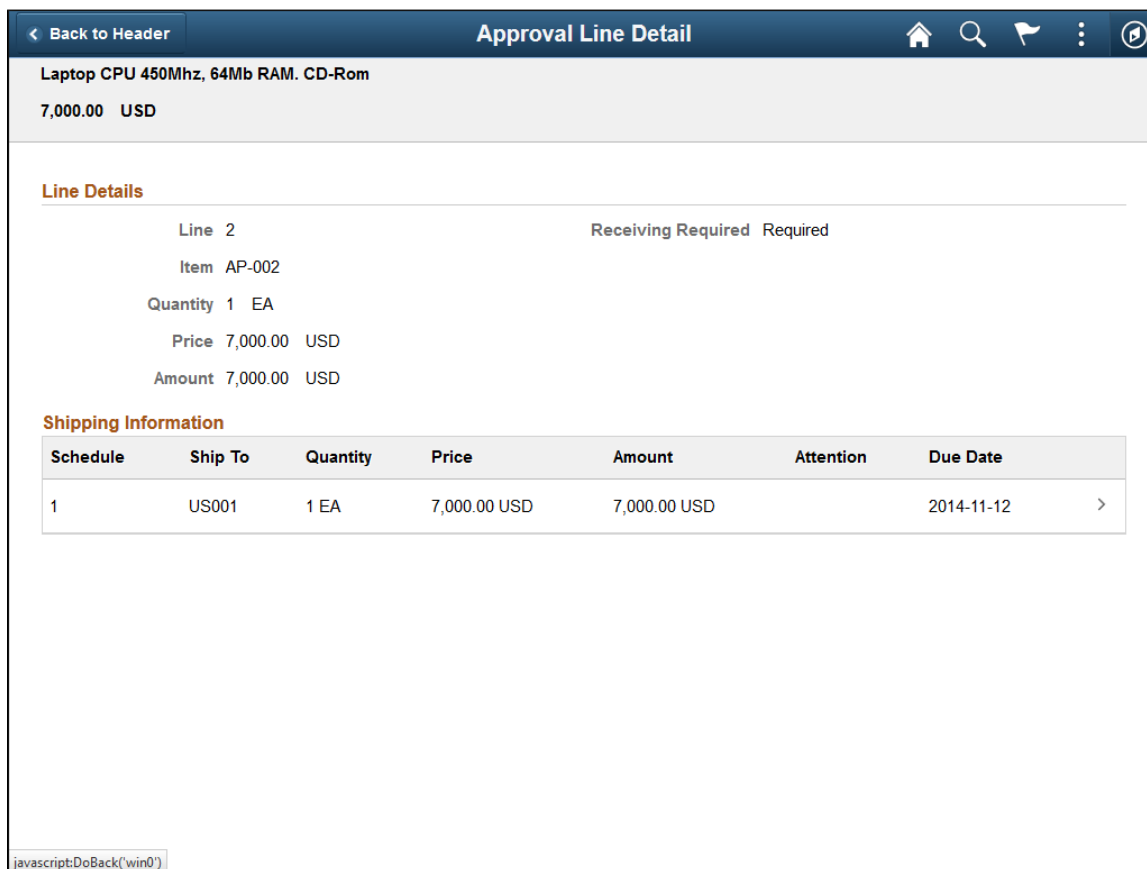 Back to Header Approval Line Detail
Laptop CPU 450Mhz, 64Mb RAM. CD-Rom
7,000.00 USD
Line Details
Line 2 Receiving Required Required
Item AP-002
Quantity 1 EA
Price 7,000.00 USD
Amount 7,000.00 USD
Shipping Information
Schedule Ship To Quantity Price Amount Attention Due Date
1 US001 1 EA 7,000.00 USD 7,000.00 USD 2014-11-12
javascript:DoBack('win0')